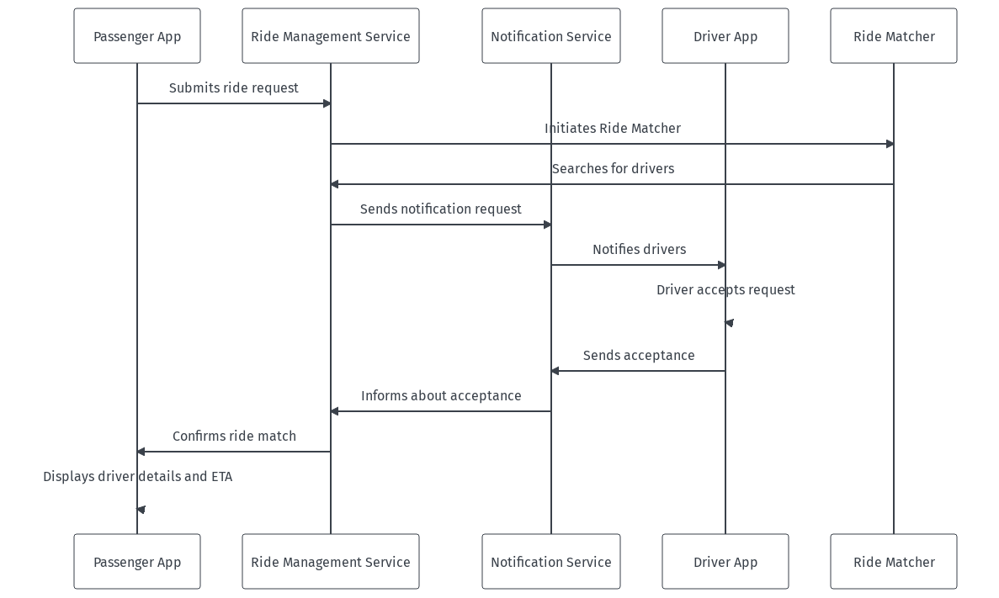 Passenger App
Ride Management Service
Notification Service
Driver App
Ride Matcher
Submits ride request
Initiates Ride Matcher
Searches for drivers
Sends notification request
Notifies drivers
Driver accepts request
Sends acceptance
Informs about acceptance
Confirms ride match
Displays driver details and ETA
Passenger App
Ride Management Service
Notification Service
Driver App
Ride Matcher